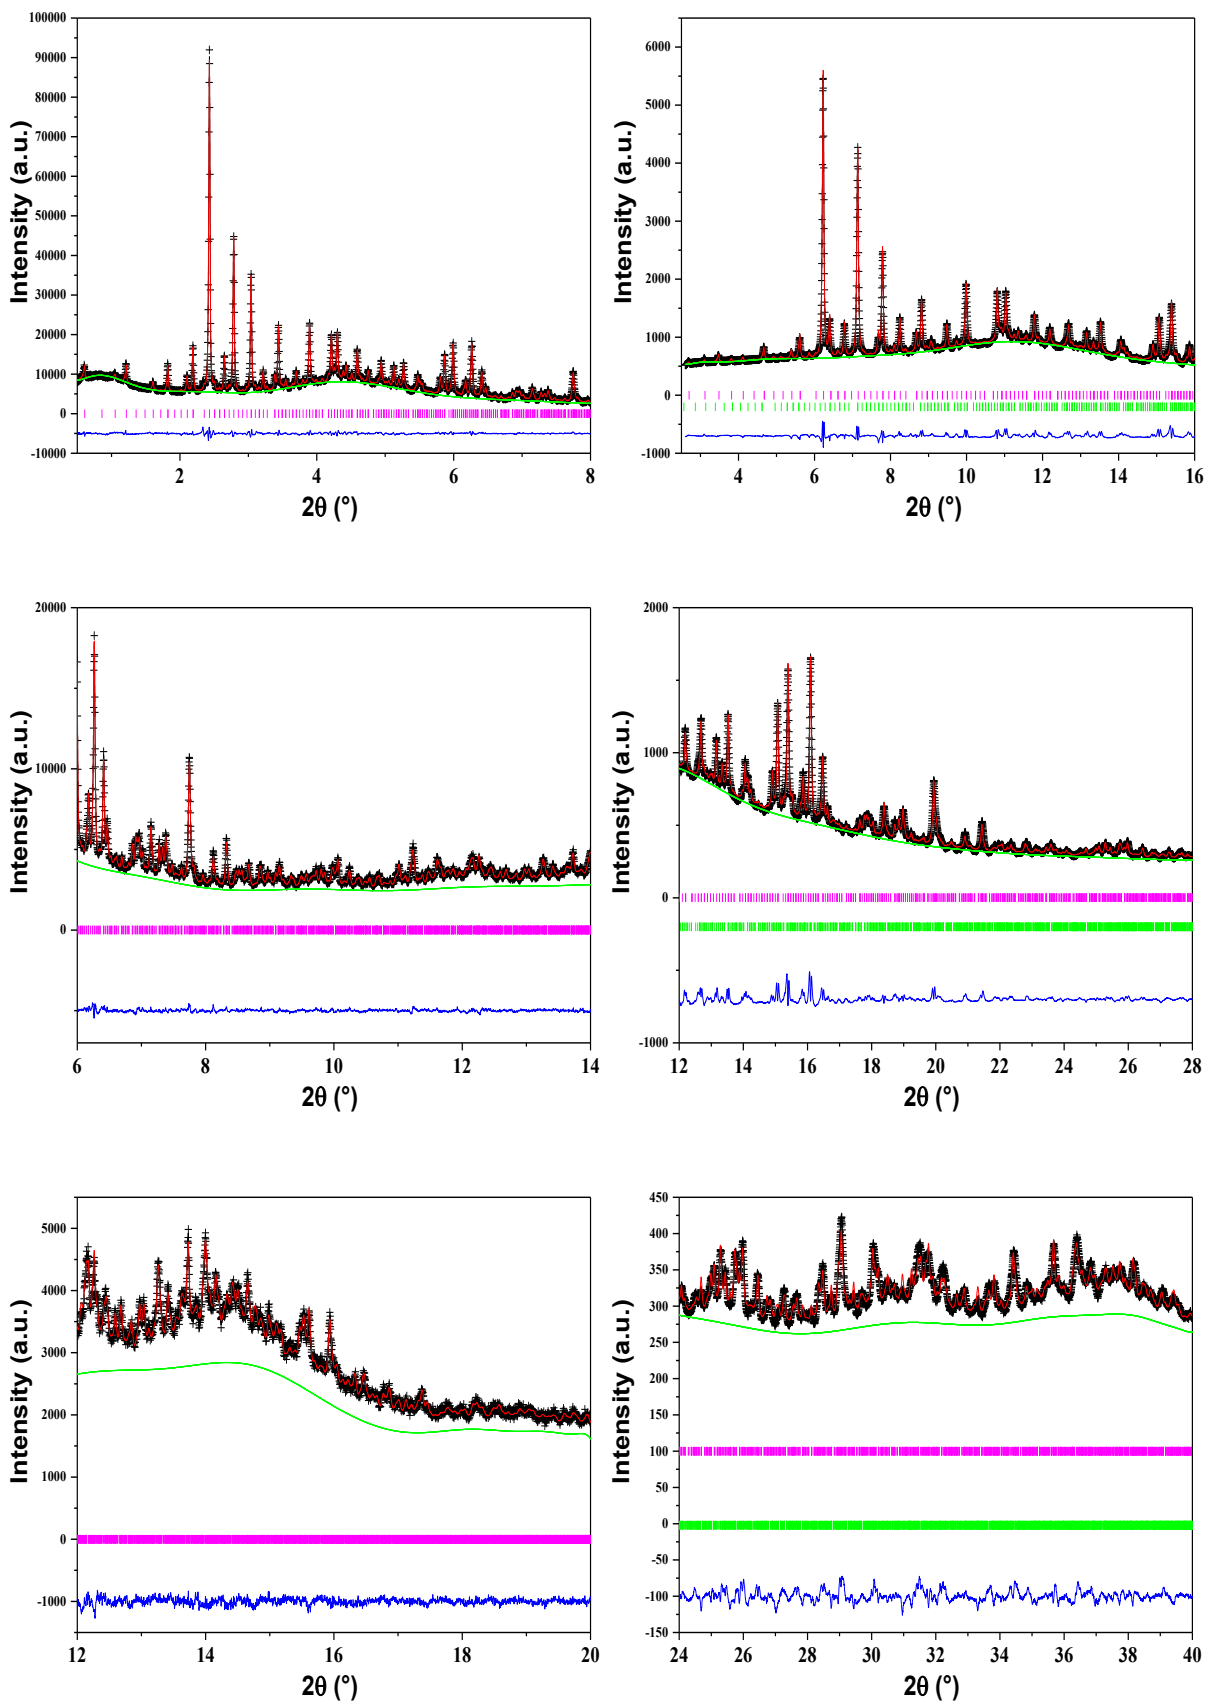 100000
90000
80000
70000
60000
50000
40000
30000
20000
10000
0
-10000
Intensity (a.u.)
2 4 6 8
2θ (°)
6000
5000
4000
3000
2000
1000
0
-1000
Intensity (a.u.)
4 6 8 10 12 14 16
2θ (°)
20000
10000
0
Intensity (a.u.)
6 8 10 12 14
2θ (°)
2000
1000
0
-1000
Intensity (a.u.)
12 14 16 18 20 22 24 26 28
2θ (°)
5000
4000
3000
2000
1000
0
-1000
Intensity (a.u.)
12 14 16 18 20
2θ (°)
450
400
350
300
250
200
150
100
50
0
-50
-100
-150
Intensity (a.u.)
24 26 28 30 32 34 36 38 40
2θ (°)